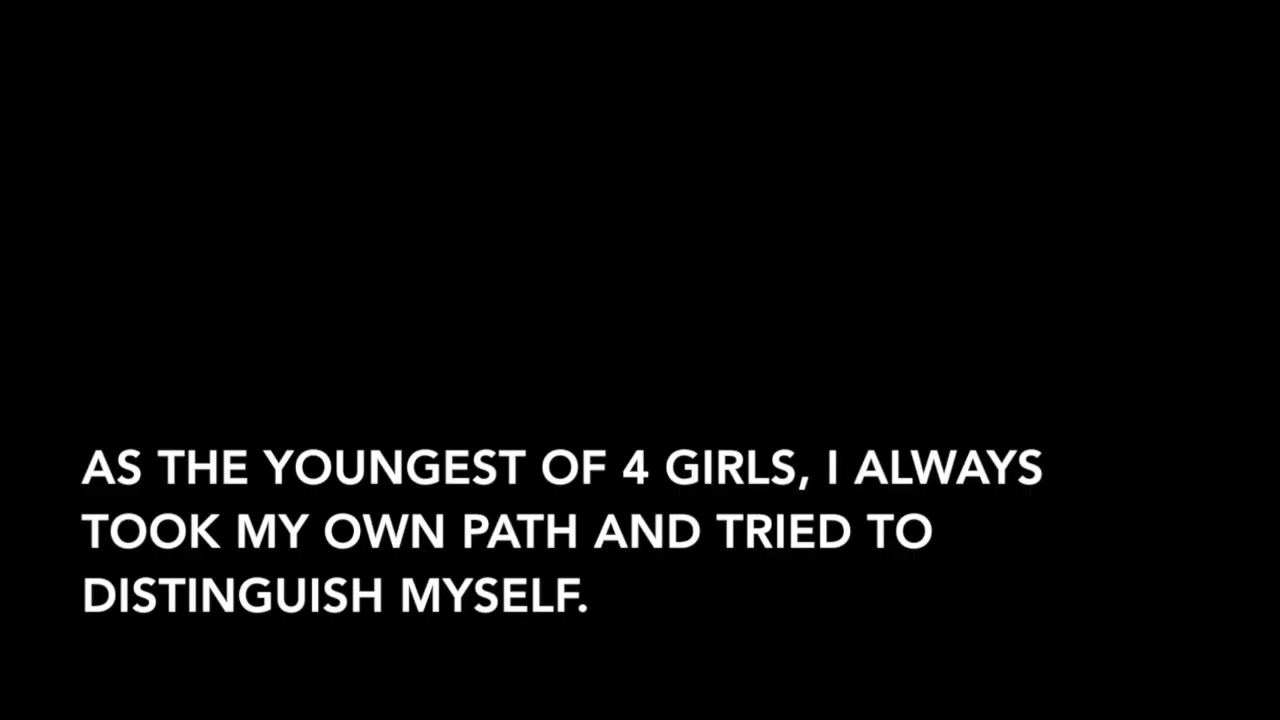 AS THE YOUNGEST OF 4 GIRLS, I ALWAYS
TOOK MY OWN PATH AND TRIED TO
DISTINGUISH MYSELF.